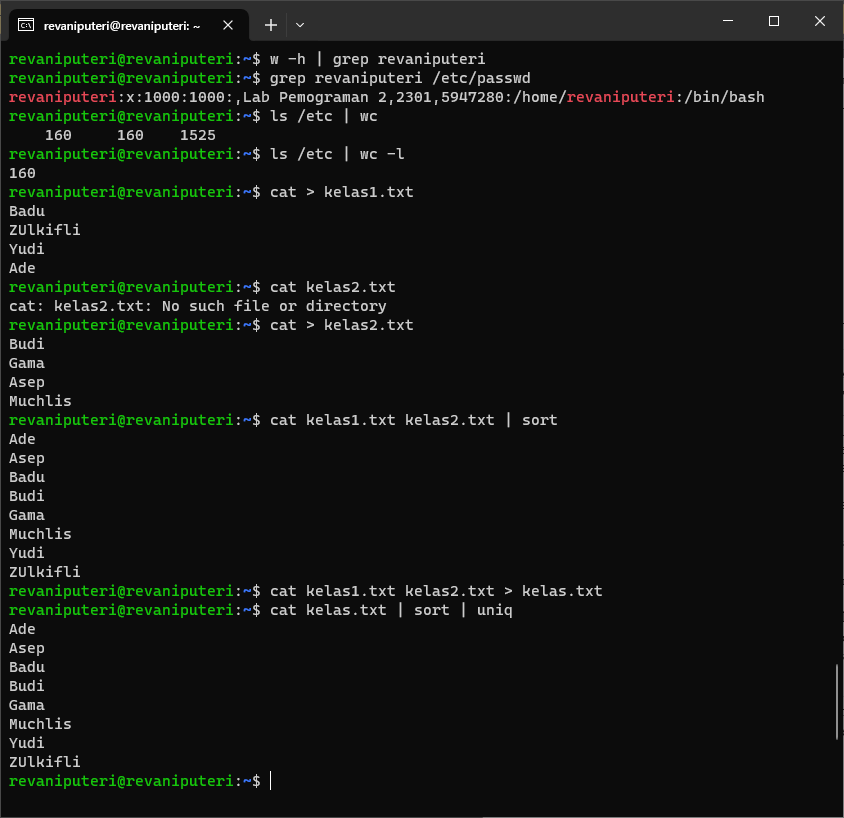 revaniputeri@revaniputeri: ~
revaniputeri@revaniputeri:~$ w -h | grep revaniputeri
revaniputeri@revaniputeri:~$ grep revaniputeri /etc/passwd
revaniputeri:x:1000:1000:,Lab Pemograman 2,2301,5947280:/home/revaniputeri:/bin/bash
revaniputeri@revaniputeri:~$ ls /etc | wc
    160     160    1525
revaniputeri@revaniputeri:~$ ls /etc | wc -l
160
revaniputeri@revaniputeri:~$ cat > kelas1.txt
Badu
ZUlkifli
Yudi
Ade
revaniputeri@revaniputeri:~$ cat kelas2.txt
cat: kelas2.txt: No such file or directory
revaniputeri@revaniputeri:~$ cat > kelas2.txt
Budi
Gama
Asep
Muchlis
revaniputeri@revaniputeri:~$ cat kelas1.txt kelas2.txt | sort
Ade
Asep
Badu
Budi
Gama
Muchlis
Yudi
ZUlkifli
revaniputeri@revaniputeri:~$ cat kelas1.txt kelas2.txt > kelas.txt
revaniputeri@revaniputeri:~$ cat kelas.txt | sort | uniq
Ade
Asep
Badu
Budi
Gama
Muchlis
Yudi
ZUlkifli
revaniputeri@revaniputeri:~$